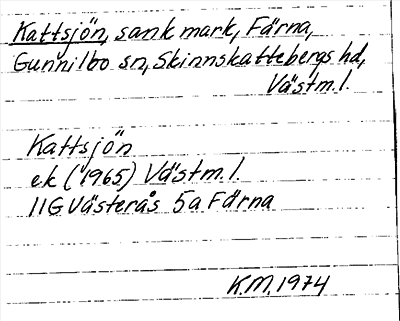 Kattsjön, sank mark, Färna,
Gunnilbo sn, Skinnskattebergs hd,
Västm.l.
Kattsjön
ek (1965) Västm.l.
11G Västerås 5a Färna
K.M. 1974